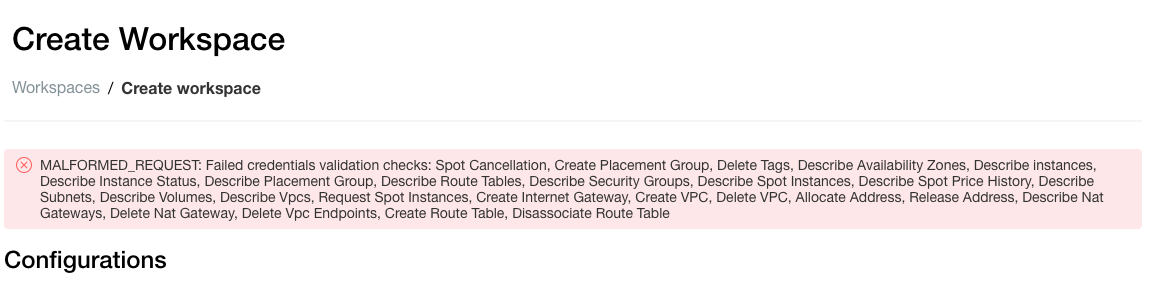 Create Workspace
Workspaces / Create workspace
MALFORMED_REQUEST: Failed credentials validation checks: Spot Cancellation, Create Placement Group, Delete Tags, Describe Availability Zones, Describe instances,
Describe Instance Status, Describe Placement Group, Describe Route Tables, Describe Security Groups, Describe Spot Instances, Describe Spot Price History, Describe
Subnets, Describe Volumes, Describe Vpcs, Request Spot Instances, Create Internet Gateway, Create VPC, Delete VPC, Allocate Address, Release Address, Describe Nat
Gateways, Delete Nat Gateway, Delete Vpc Endpoints, Create Route Table, Disassociate Route Table
Configurations